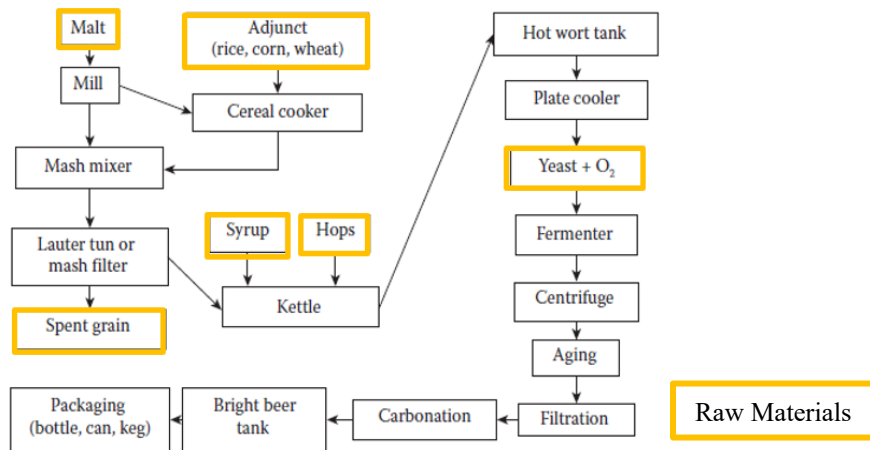 Malt
Adjunct
(rice, corn, wheat)
Mill
Cereal cooker
Mash mixer
Lauter tun or
mash filter
Spent grain
Syrup
Hops
Kettle
Hot wort tank
Plate cooler
Yeast + O₂
Fermenter
Centrifuge
Aging
Filtration
Carbonation
Bright beer
tank
Packaging
(bottle, can, keg)
Raw Materials